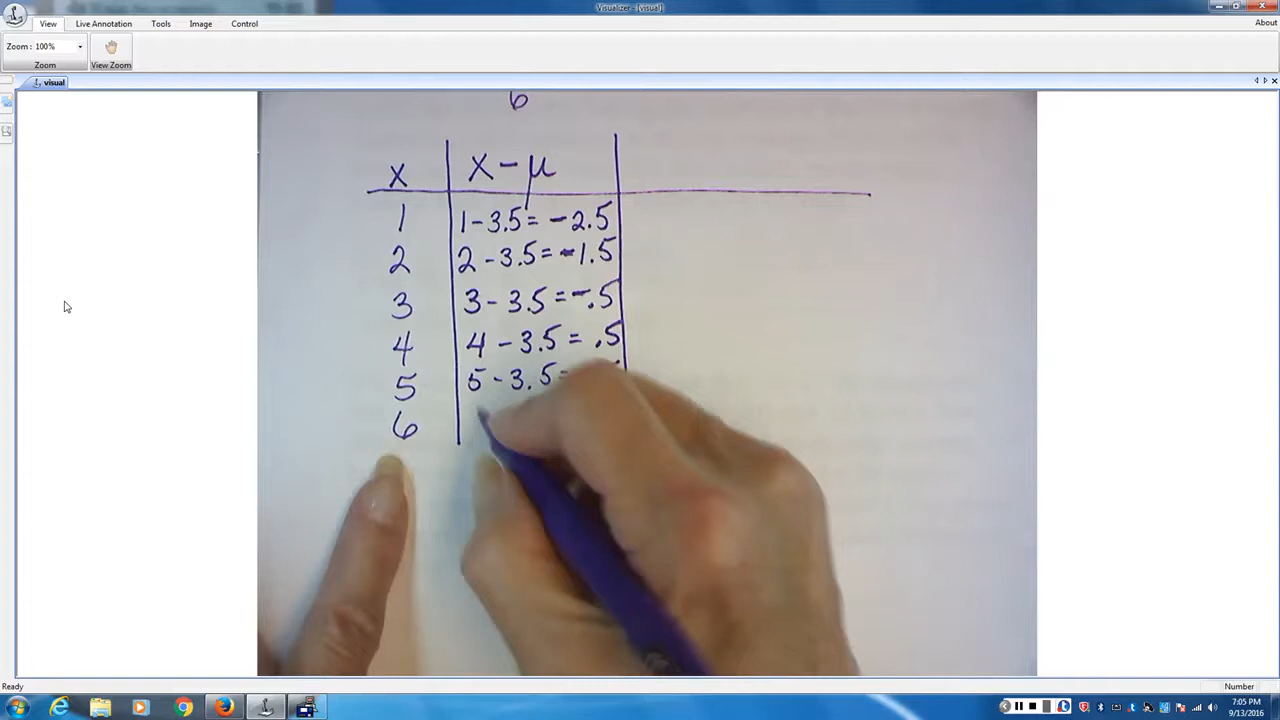 Visualizer - [visual]
View Live Annotation Tools Image Control About
Zoom : 100%
View Zoom
Zoom
visual
6
x x - μ
1 1 - 3.5 = -2.5
2 2 - 3.5 = -1.5
3 3 - 3.5 = -.5
4 4 - 3.5 = .5
5 5 - 3.5 =
6
Ready Number
7:05 PM
9/13/2016